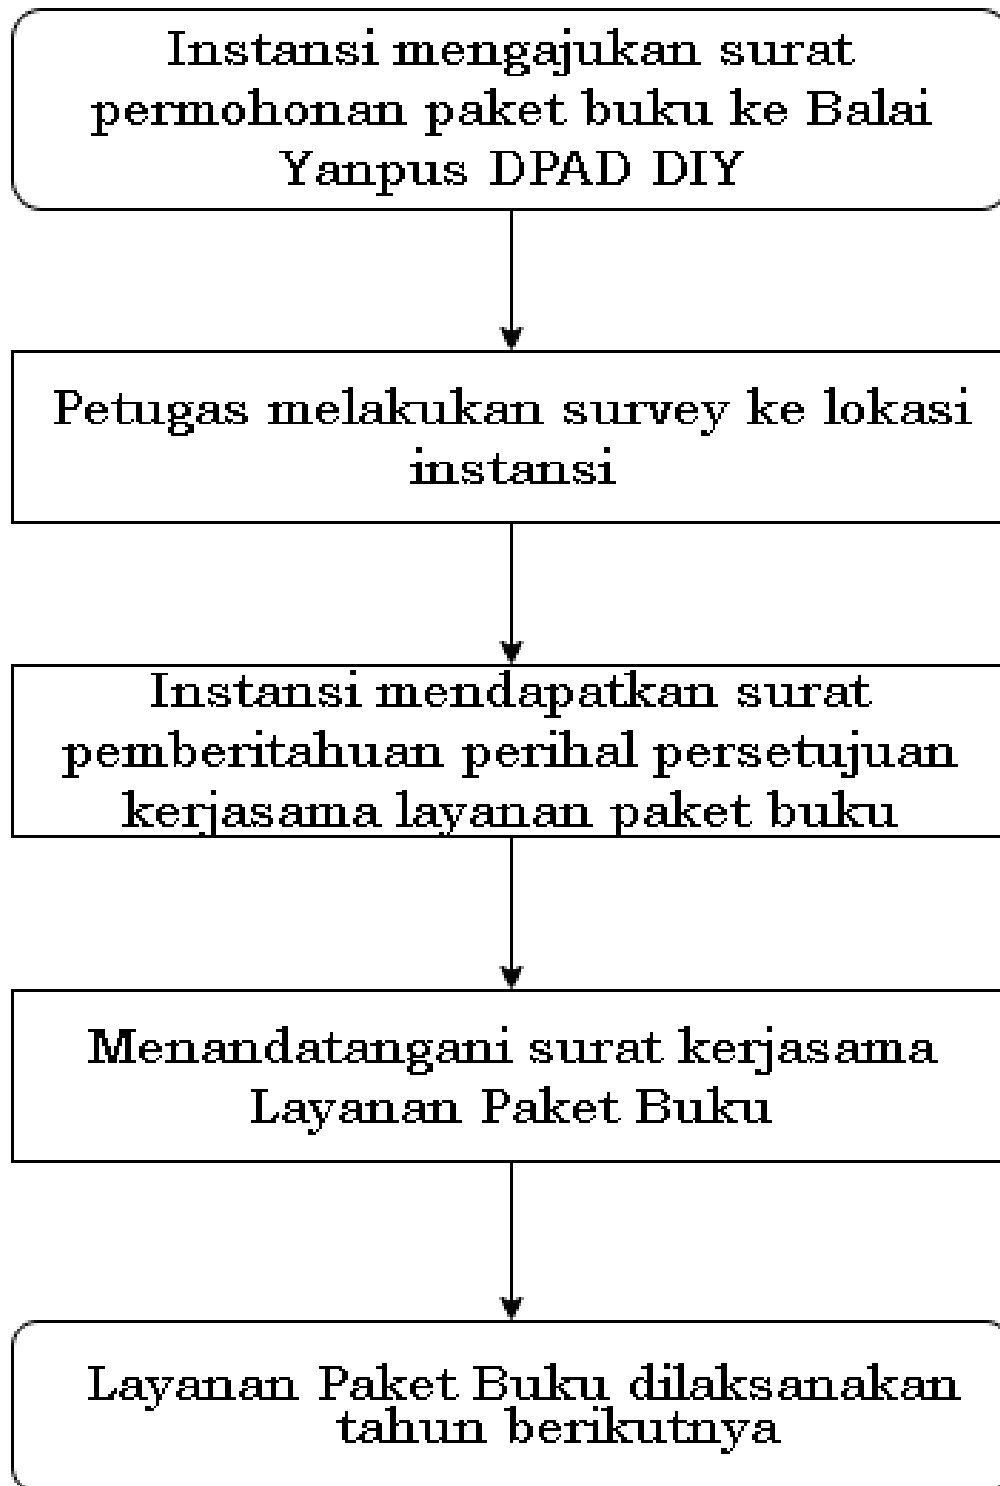 Instansi mengajukan surat
permohonan paket buku ke Balai
Yanpus DPAD DIY
Petugas melakukan survey ke lokasi
instansi
Instansi mendapatkan surat
pemberitahuan perihal persetujuan
kerjasama layanan paket buku
Menandatangani surat kerjasama
Layanan Paket Buku
Layanan Paket Buku dilaksanakan
tahun berikutnya